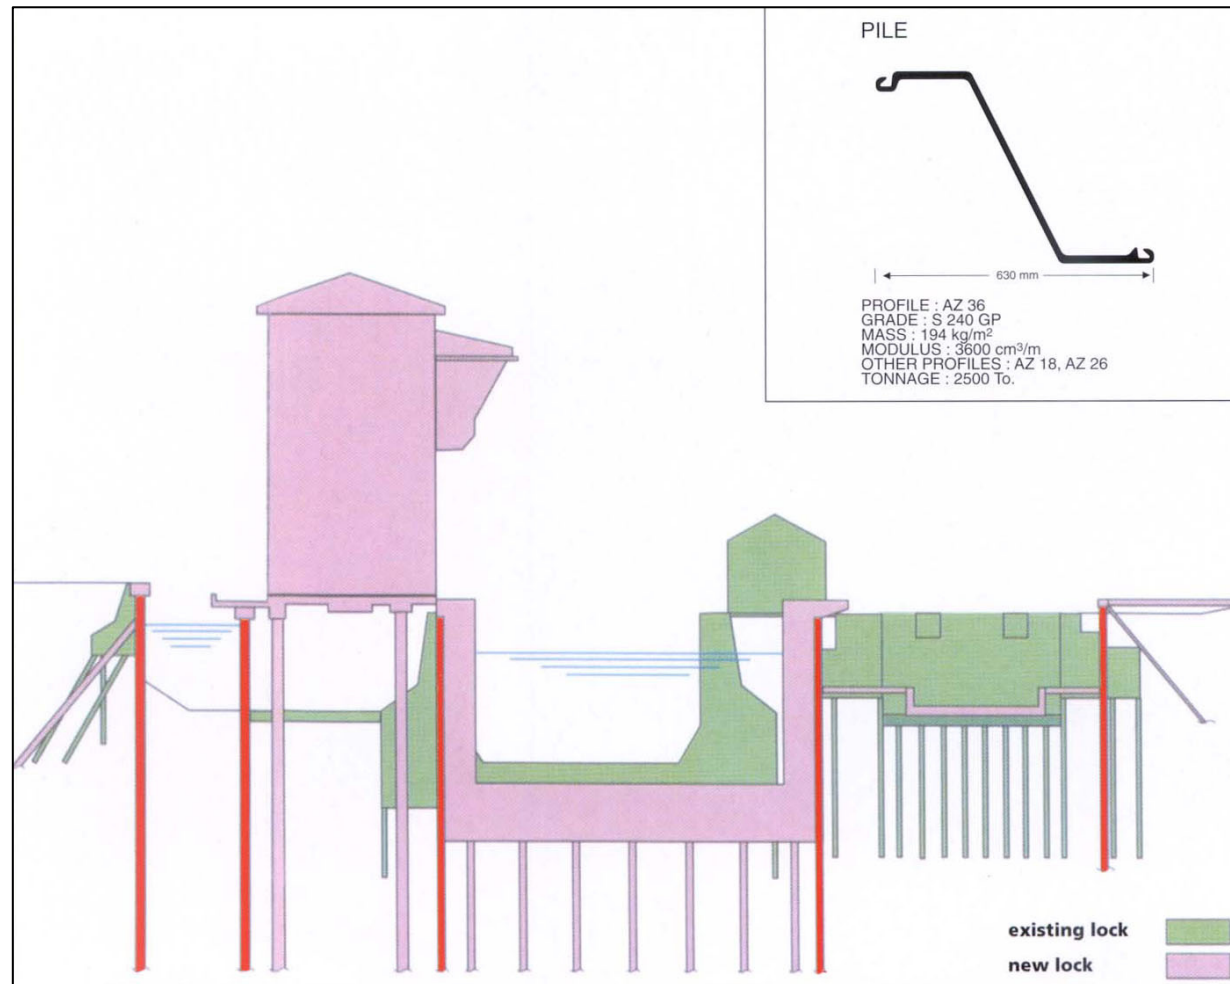 PILE
630 mm
PROFILE : AZ 36
GRADE : S 240 GP
MASS : 194 kg/m²
MODULUS : 3600 cm³/m
OTHER PROFILES : AZ 18, AZ 26
TONNAGE : 2500 To.
existing lock
new lock